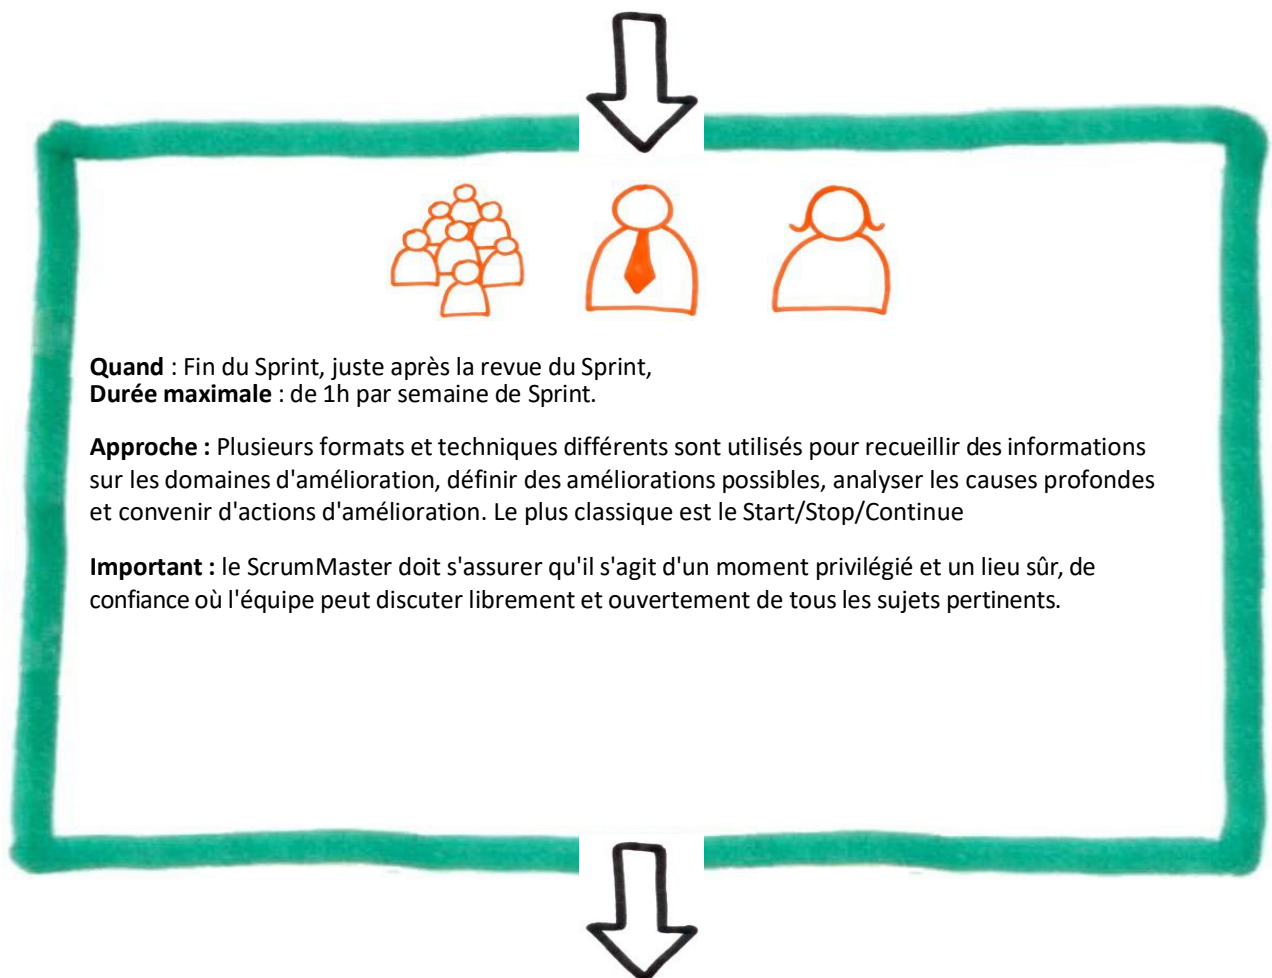 Quand : Fin du Sprint, juste après la revue du Sprint,
Durée maximale : de 1h par semaine de Sprint.
Approche : Plusieurs formats et techniques différents sont utilisés pour recueillir des informations
sur les domaines d'amélioration, définir des améliorations possibles, analyser les causes profondes
et convenir d'actions d'amélioration. Le plus classique est le Start/Stop/Continue
Important : le ScrumMaster doit s'assurer qu'il s'agit d'un moment privilégié et un lieu sûr, de
confiance où l'équipe peut discuter librement et ouvertement de tous les sujets pertinents.